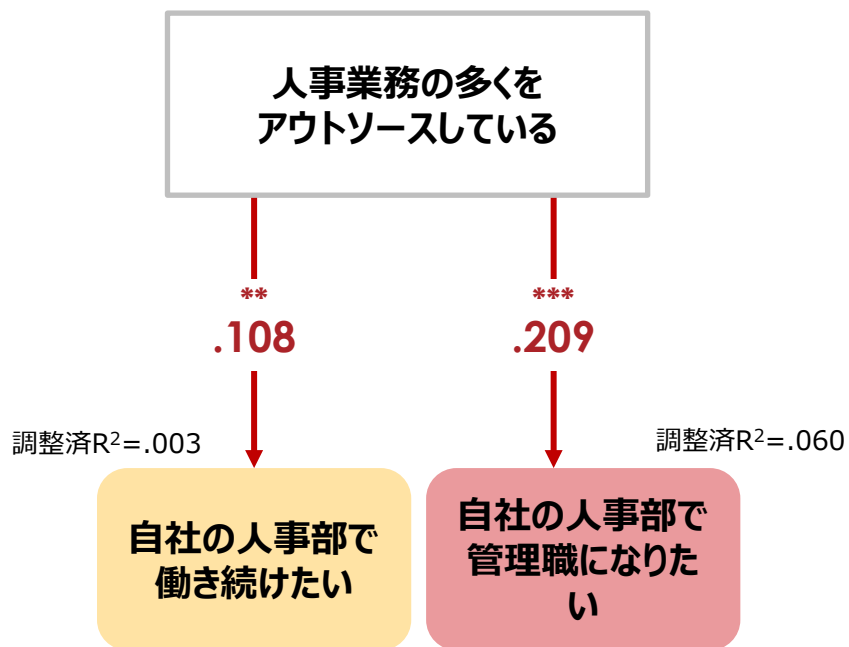 人事業務の多くを
アウトソースしている
** ***
.108 .209
調整済R²=.003 調整済R²=.060
自社の人事部で
働き続けたい
自社の人事部で
管理職になりた
い